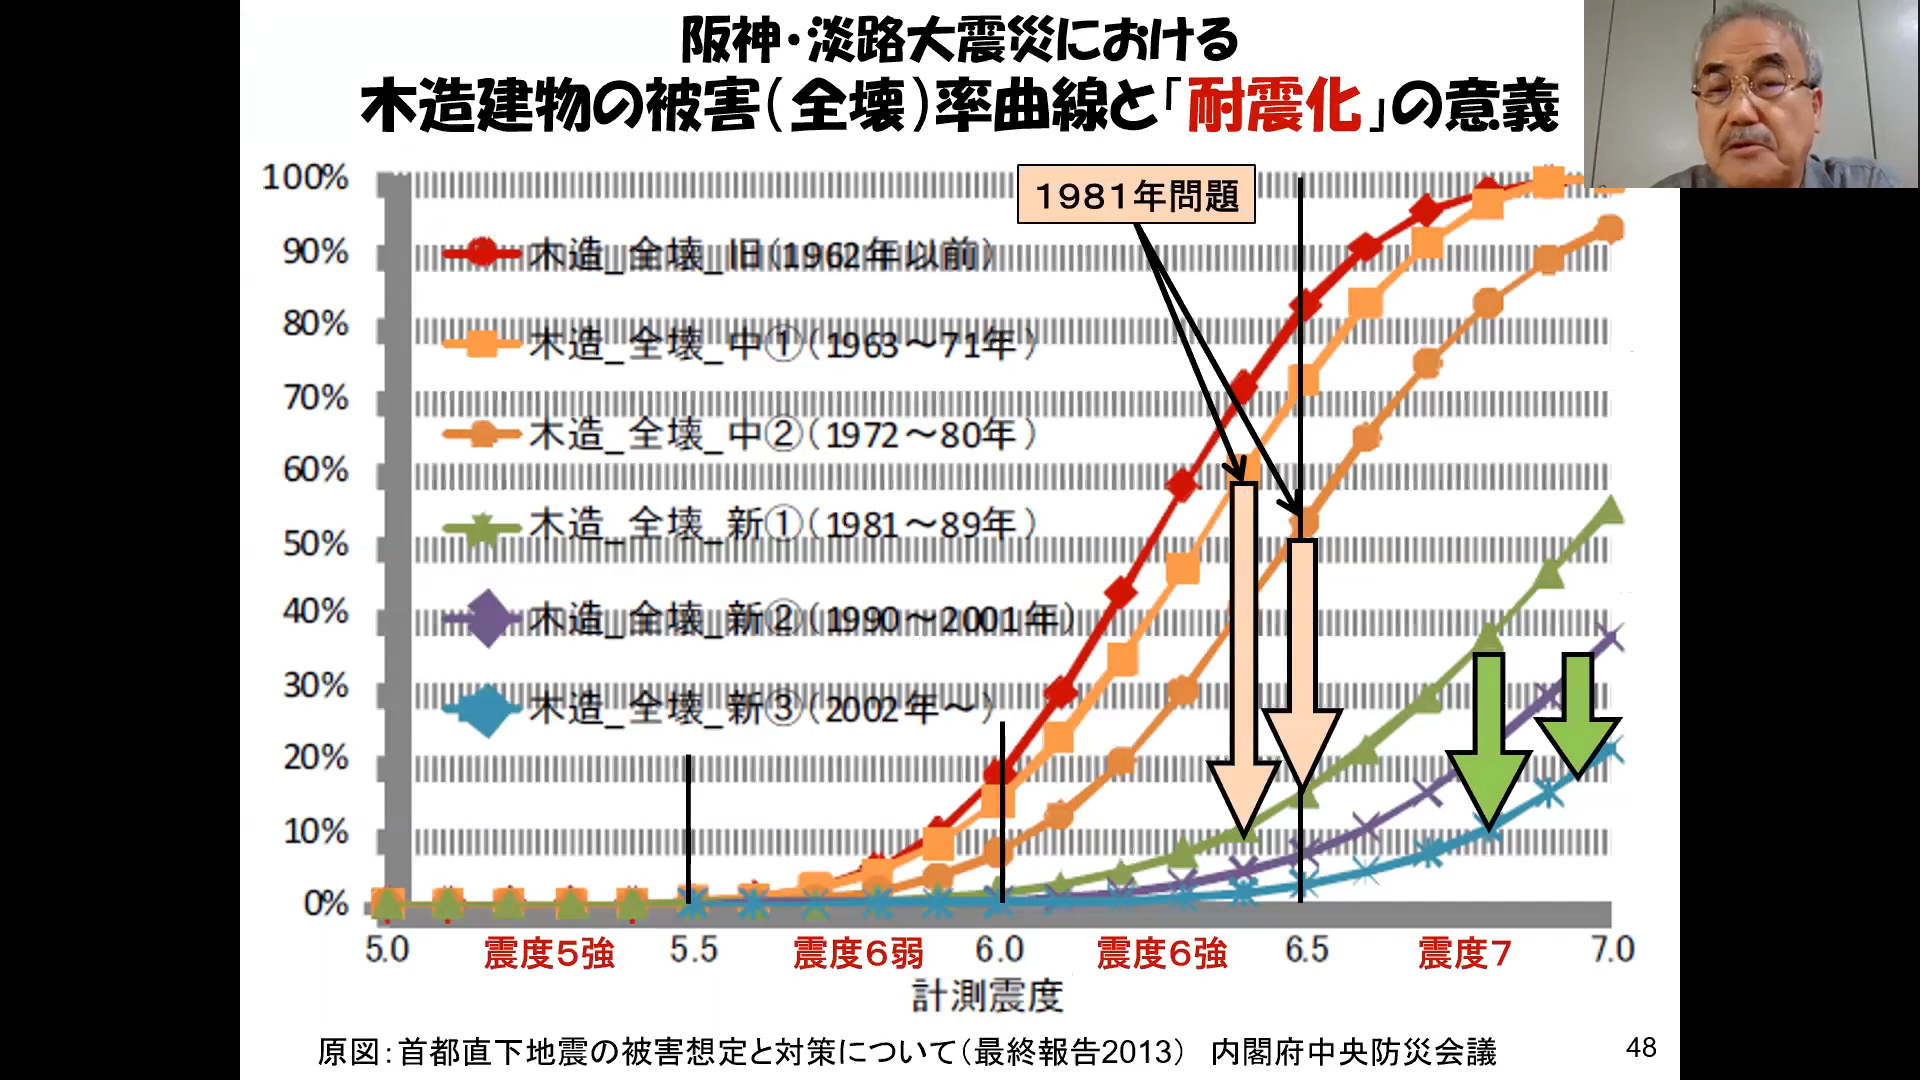 阪神・淡路大震災における
木造建物の被害（全壊）率曲線と「耐震化」の意義
1981年問題
100%
90%
80%
70%
60%
50%
40%
30%
20%
10%
0%
木造_全壊_旧（1962年以前）
木造_全壊_中①（1963～71年）
木造_全壊_中②（1972～80年）
木造_全壊_新①（1981～89年）
木造_全壊_新②（1990～2001年）
木造_全壊_新③（2002年～）
5.0 震度5強 5.5 震度6弱 6.0 震度6強 6.5 震度7 7.0
計測震度
原図：首都直下地震の被害想定と対策について（最終報告2013） 内閣府中央防災会議
48